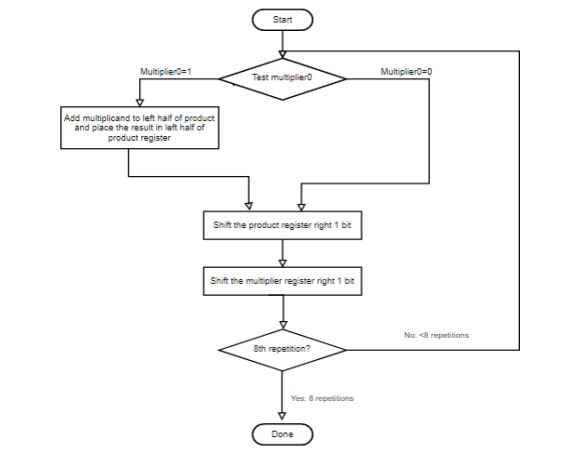 Start
Test multiplier0
Multiplier0=1
Multiplier0=0
Add multiplicand to left half of product
and place the result in left half of
product register
Shift the product register right 1 bit
Shift the multiplier register right 1 bit
8th repetition?
No: <8 repetitions
Yes: 8 repetitions
Done